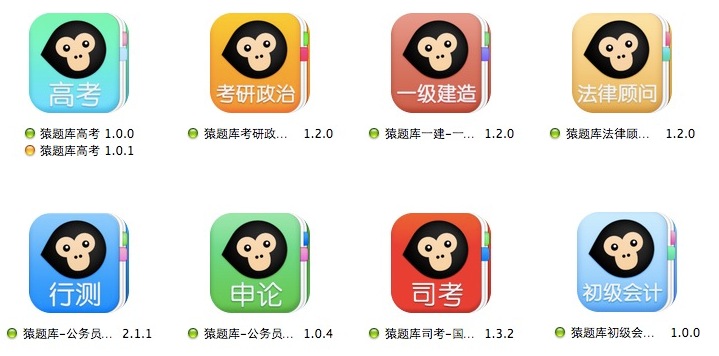 高考
考研政治
一级建造
法律顾问
猿题库高考 1.0.0
猿题库高考 1.0.1
猿题库考研政... 1.2.0
猿题库一建-一... 1.2.0
猿题库法律顾... 1.2.0
行测
申论
司考
初级会计
猿题库-公务员... 2.1.1
猿题库-公务员... 1.0.4
猿题库司考-国... 1.3.2
猿题库初级会... 1.0.0